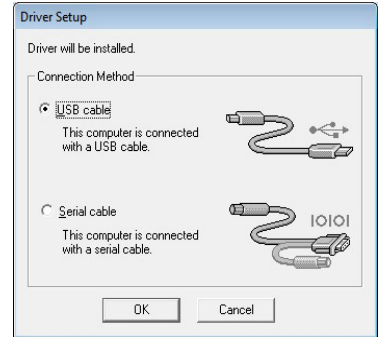 Driver Setup
Driver will be installed.
Connection Method
USB cable
This computer is connected
with a USB cable.
Serial cable
IOIOI
This computer is connected
with a serial cable.
OK
Cancel